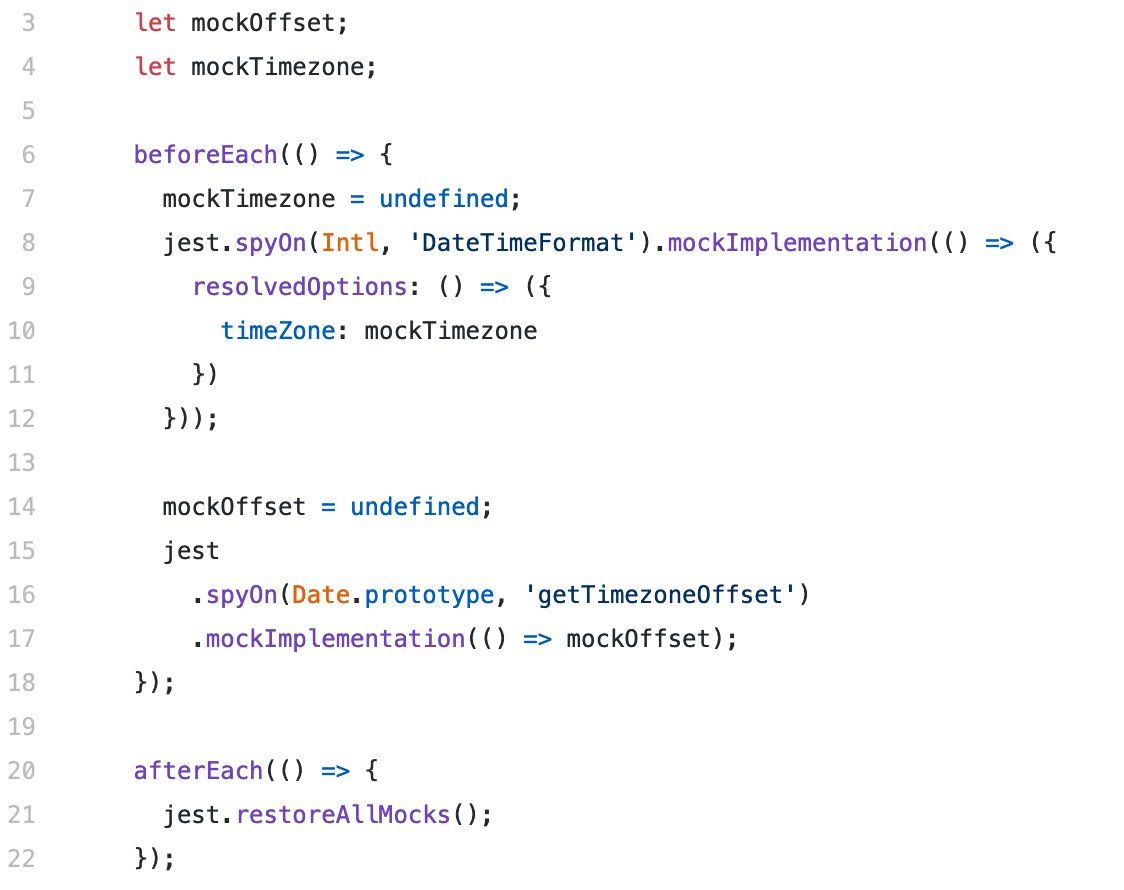 3 let mockOffset;
4 let mockTimezone;
5
6 beforeEach(() => {
7 mockTimezone = undefined;
8 jest.spyOn(Intl, 'DateTimeFormat').mockImplementation(() => ({
9 resolvedOptions: () => ({
10 timeZone: mockTimezone
11 })
12 }));
13
14 mockOffset = undefined;
15 jest
16 .spyOn(Date.prototype, 'getTimezoneOffset')
17 .mockImplementation(() => mockOffset);
18 });
19
20 afterEach(() => {
21 jest.restoreAllMocks();
22 });